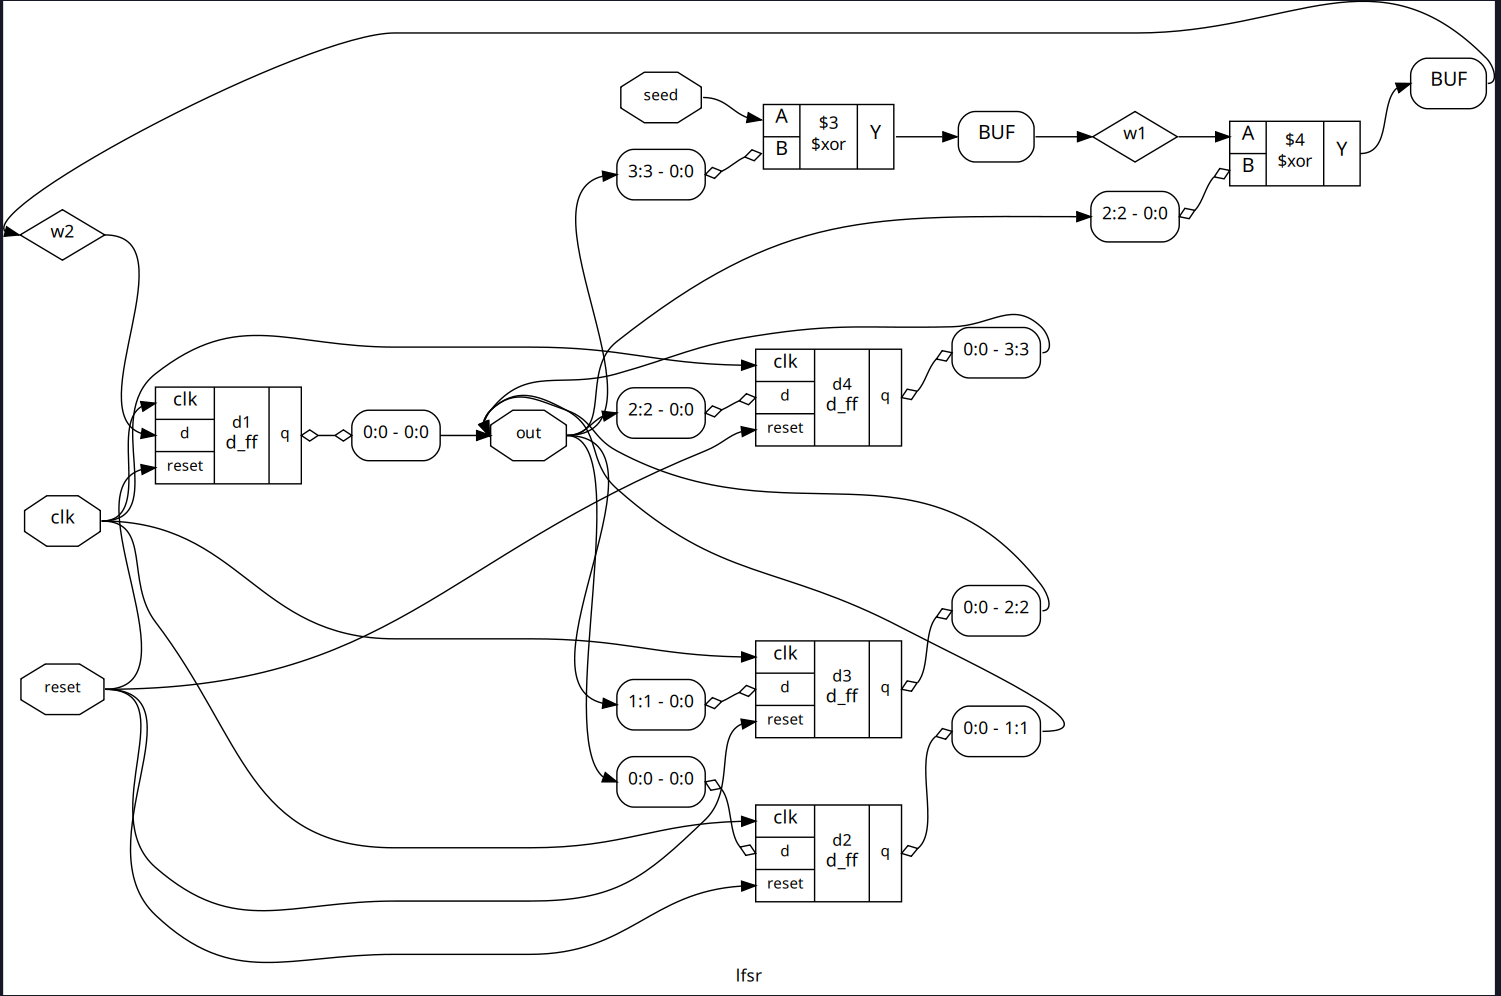 BUF
seed
A
B
$3
$xor
Y
BUF
w1
A
B
$4
$xor
Y
3:3 - 0:0
2:2 - 0:0
w2
clk
d
reset
d1
d_ff
q
0:0 - 0:0
out
2:2 - 0:0
clk
d
reset
d4
d_ff
q
0:0 - 3:3
clk
reset
1:1 - 0:0
clk
d
reset
d3
d_ff
q
0:0 - 2:2
0:0 - 0:0
clk
d
reset
d2
d_ff
q
0:0 - 1:1
lfsr